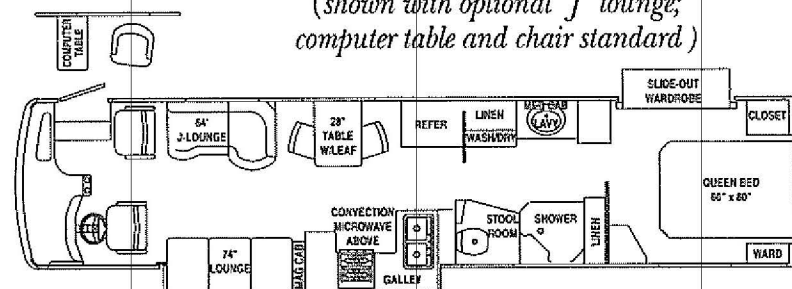 (shown with optional "J" lounge;
computer table and chair standard )
COMPUTER
TABLE
SLIDE-OUT
WARDROBE
64"
J-LOUNGE
28"
TABLE
W/LEAF
REFER
LINEN
WASH/DRY
MED CAB
LAVY
CLOSET
QUEEN BED
60" x 80"
CONVECTION
MICROWAVE
ABOVE
STOOL
ROOM
SHOWER
LINEN
WARD
74"
LOUNGE
MAG CAB
GALLEY